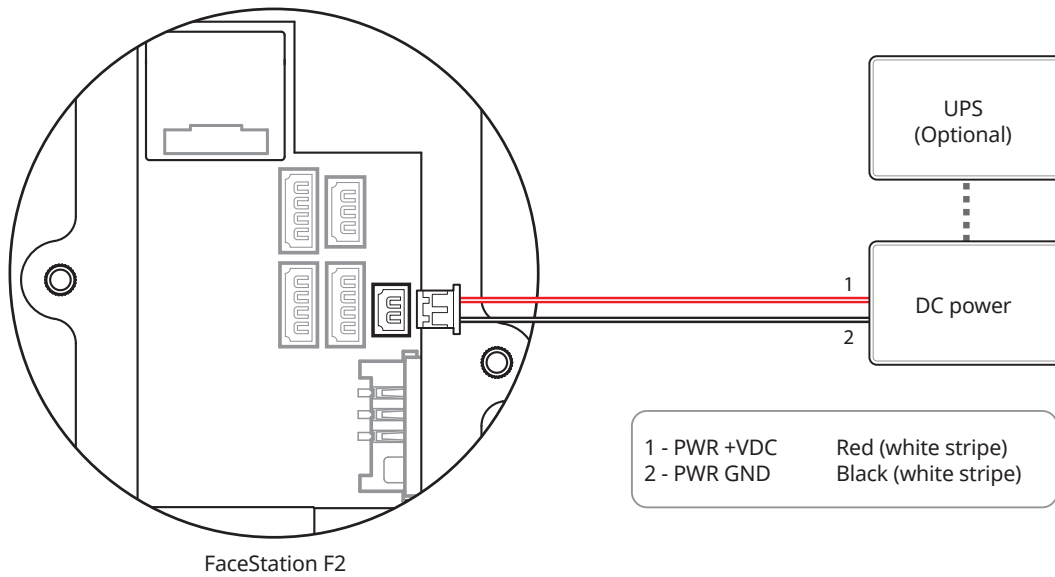 UPS
(Optional)
1
DC power
2
1 - PWR +VDC Red (white stripe)
2 - PWR GND Black (white stripe)
FaceStation F2